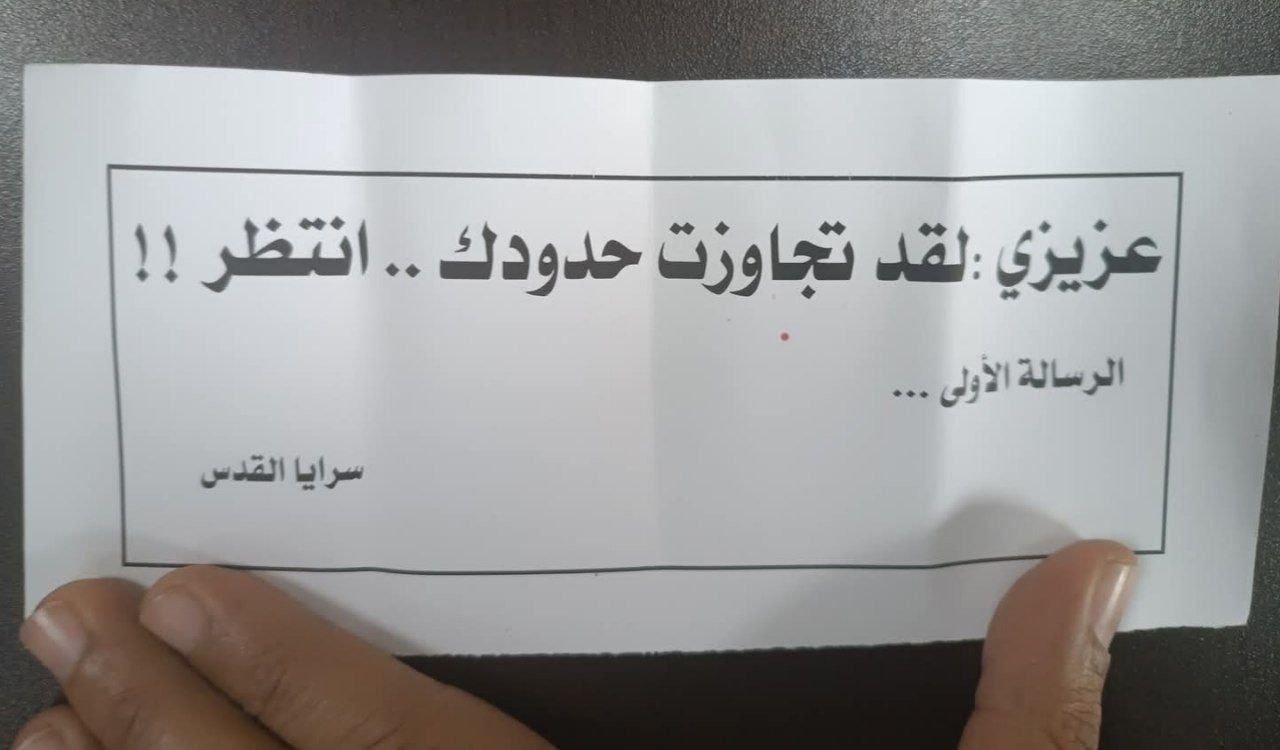 عزيزي :لقد تجاوزت حدودك .. انتظر !!
الرسالة الأولى ...
سرايا القدس